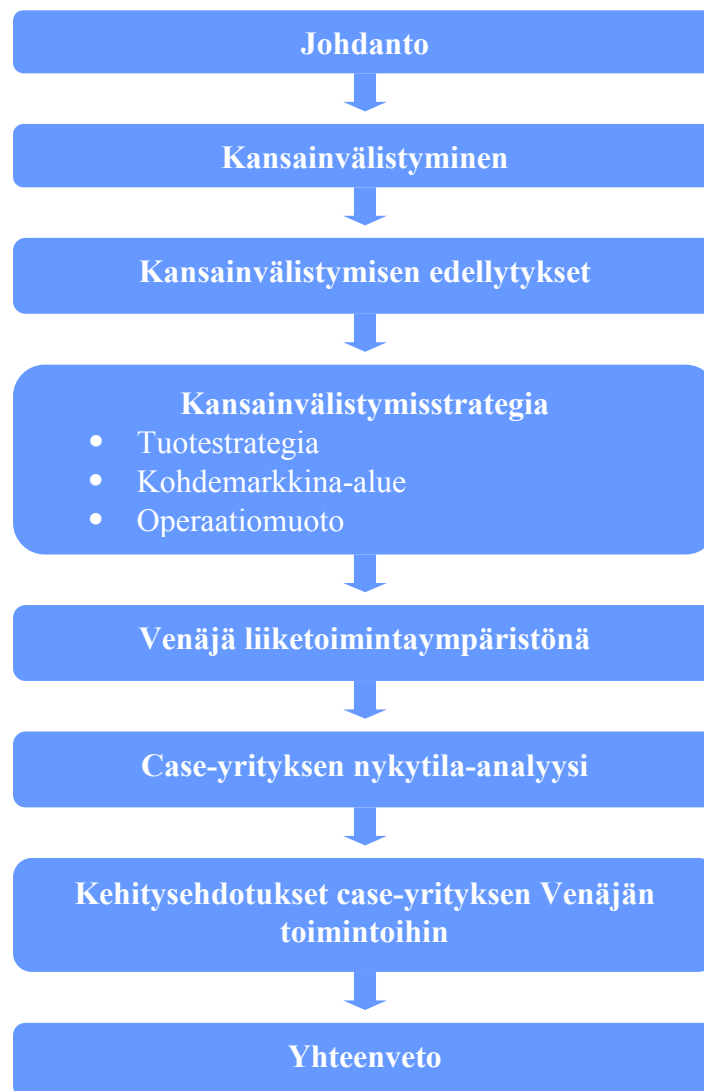 Johdanto
Kansainvälistyminen
Kansainvälistymisen edellytykset
Kansainvälistymisstrategia
• Tuotestrategia
• Kohdemarkkina-alue
• Operaatiomuoto
Venäjä liiketoimintaympäristönä
Case-yrityksen nykytila-analyysi
Kehitysehdotukset case-yrityksen Venäjän
toimintoihin
Yhteenveto